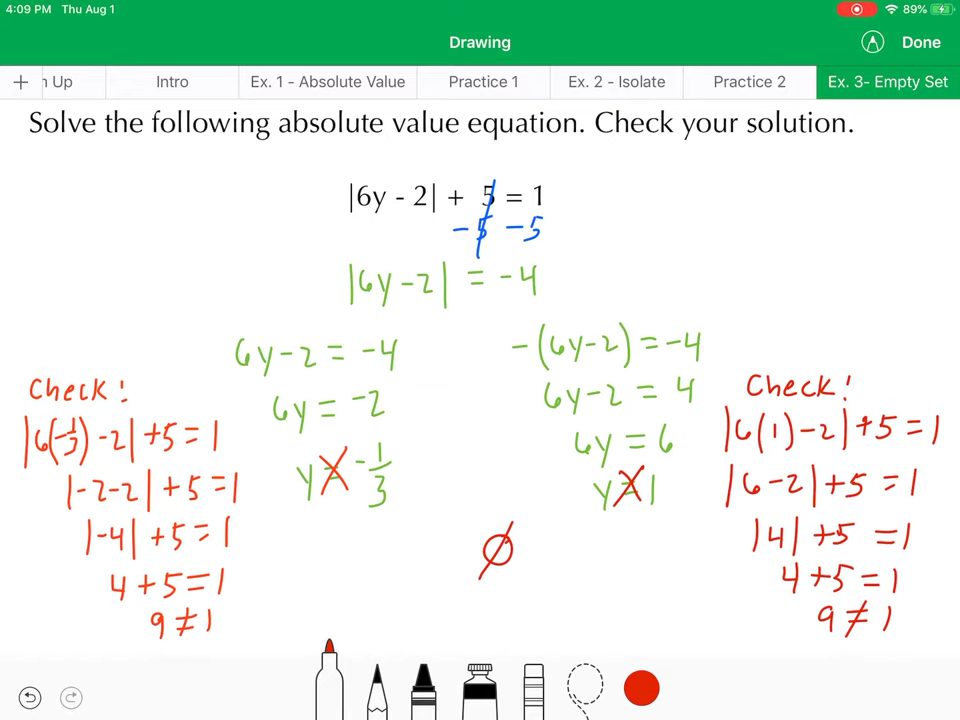 4:09 PM Thu Aug 1 89%
Drawing Done
n Up Intro Ex. 1 - Absolute Value Practice 1 Ex. 2 - Isolate Practice 2 Ex. 3- Empty Set
Solve the following absolute value equation. Check your solution.
|6y - 2| + 5 = 1
-5 -5
|6y-2| = -4
6y-2 = -4
6y = -2
y = -1/3
-(6y-2) = -4
6y-2 = 4
6y = 6
y = 1
Check!
|6(-1/3) -2| +5 = 1
|-2-2| +5 = 1
|-4| +5 = 1
4 +5 = 1
9 ≠ 1
Check!
|6(1)-2| +5 = 1
|6-2| +5 = 1
|4| +5 = 1
4 +5 = 1
9 ≠ 1
∅